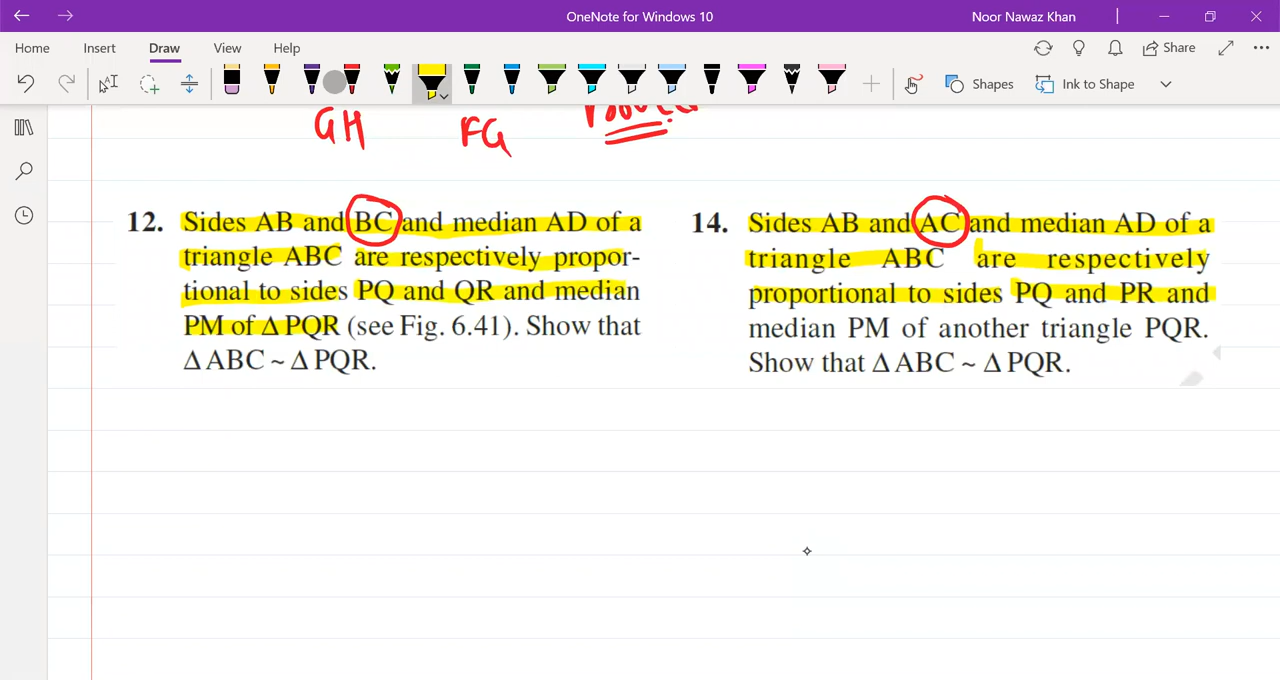 OneNote for Windows 10
Noor Nawaz Khan
Home Insert Draw View Help
Share
Shapes
Ink to Shape
GH FG
12. Sides AB and BC and median AD of a
triangle ABC are respectively propor-
tional to sides PQ and QR and median
PM of Δ PQR (see Fig. 6.41). Show that
Δ ABC ~ Δ PQR.
14. Sides AB and AC and median AD of a
triangle ABC are respectively
proportional to sides PQ and PR and
median PM of another triangle PQR.
Show that Δ ABC ~ Δ PQR.